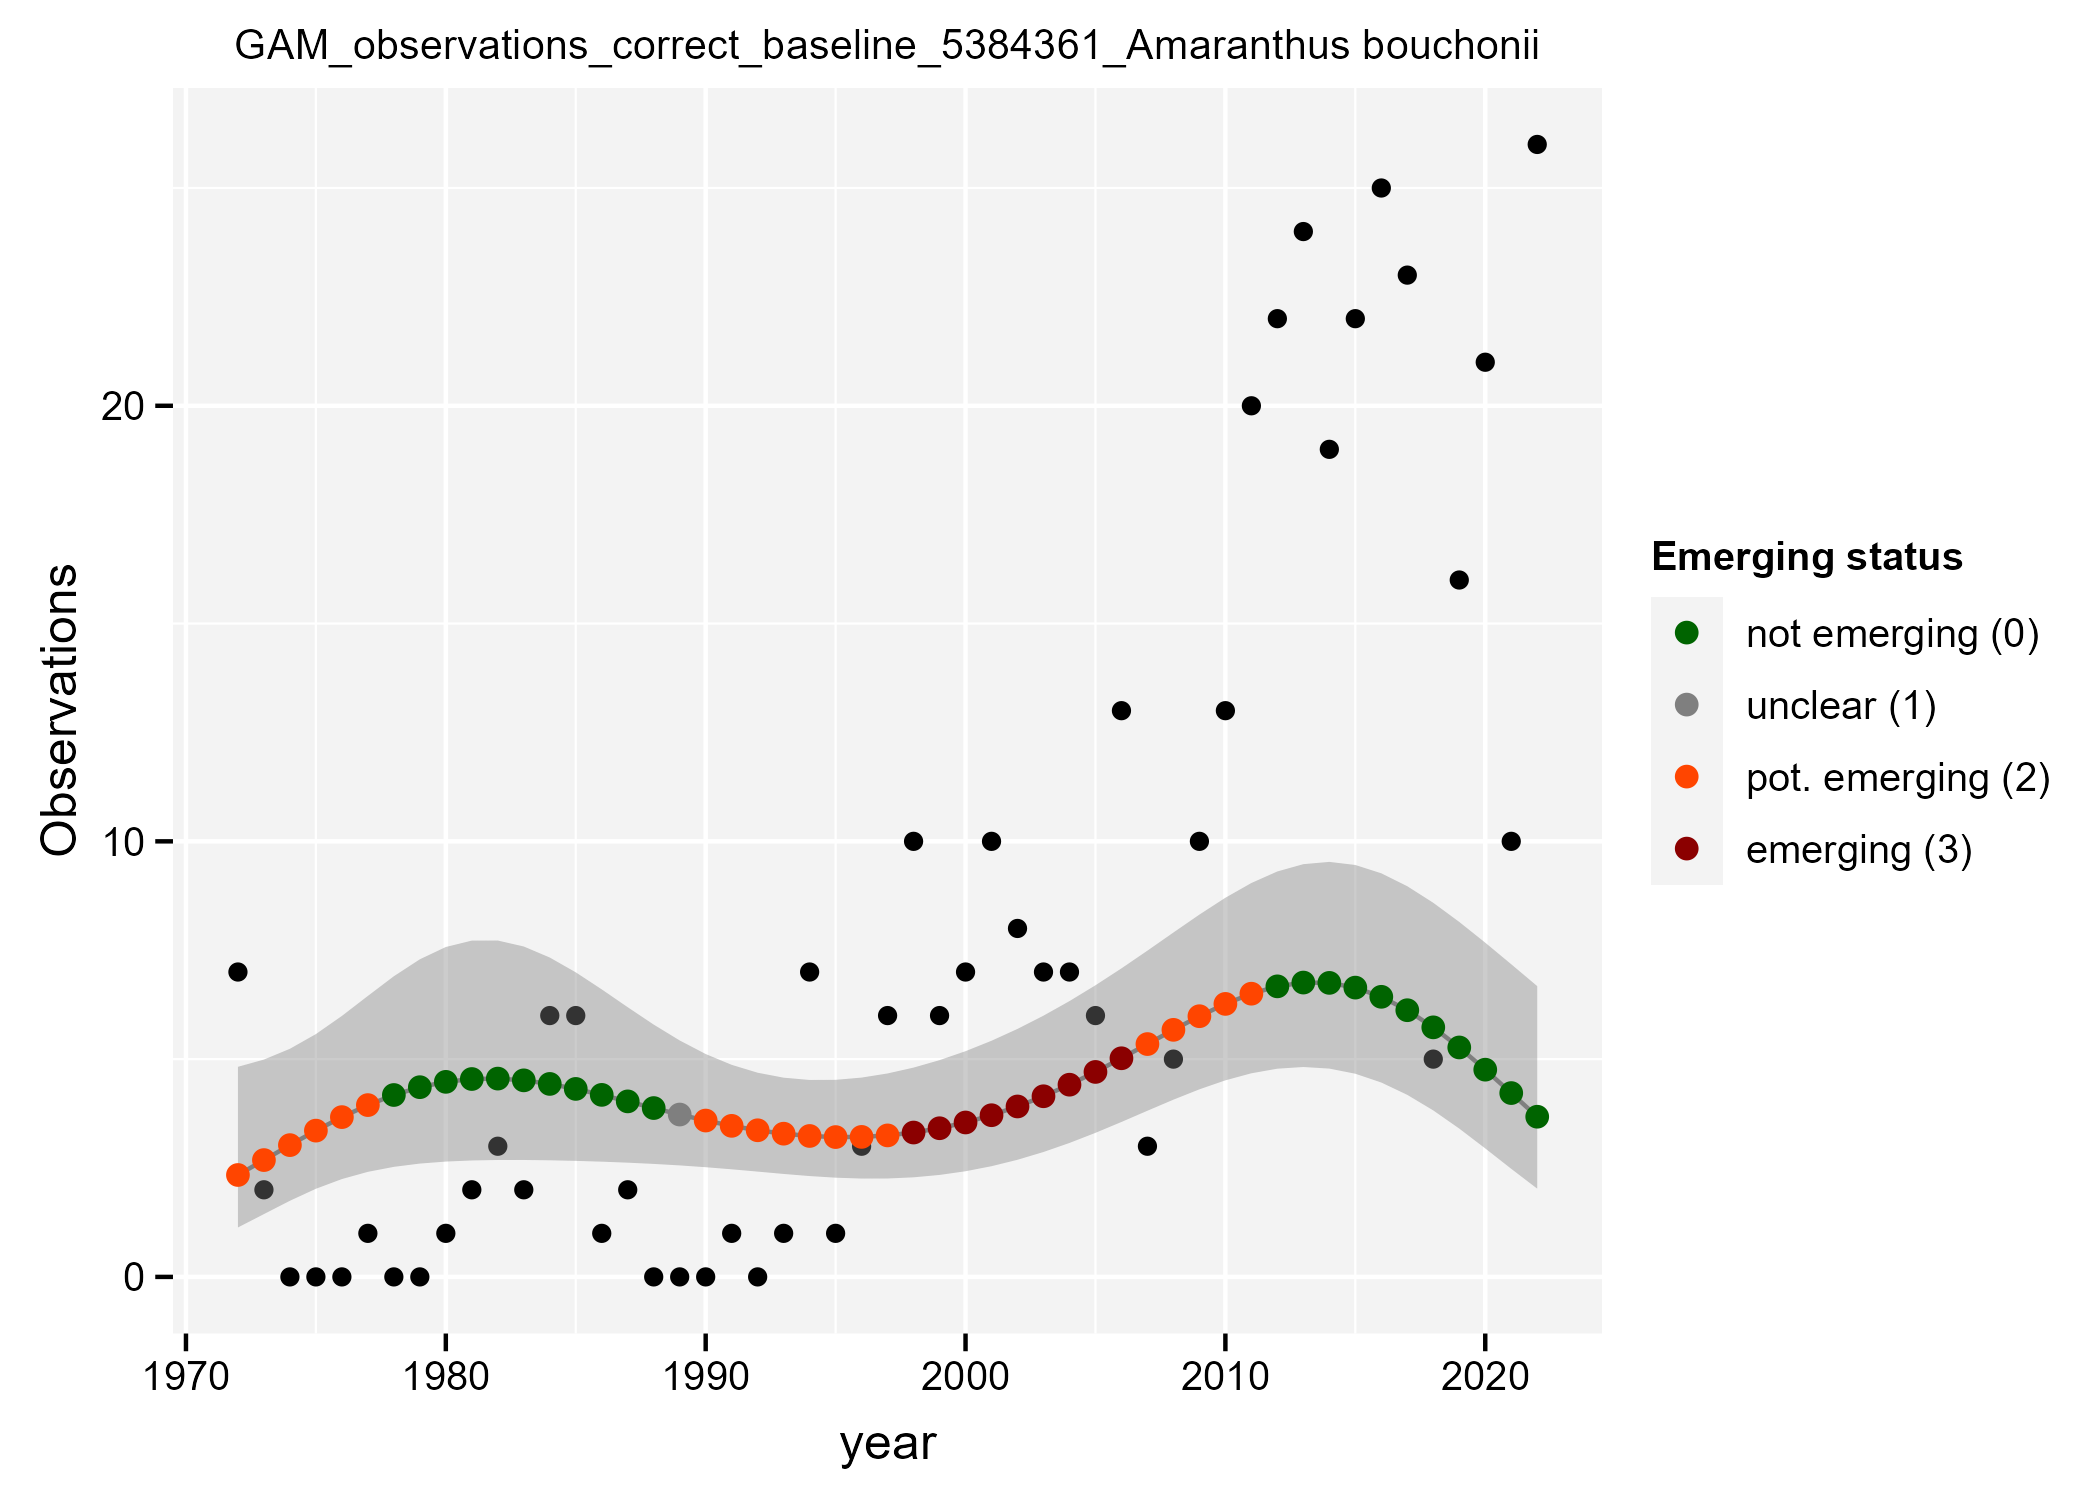 GAM_observations_correct_baseline_5384361_Amaranthus bouchonii
Observations
20
10
0
1970 1980 1990 2000 2010 2020
year
Emerging status
not emerging (0)
unclear (1)
pot. emerging (2)
emerging (3)